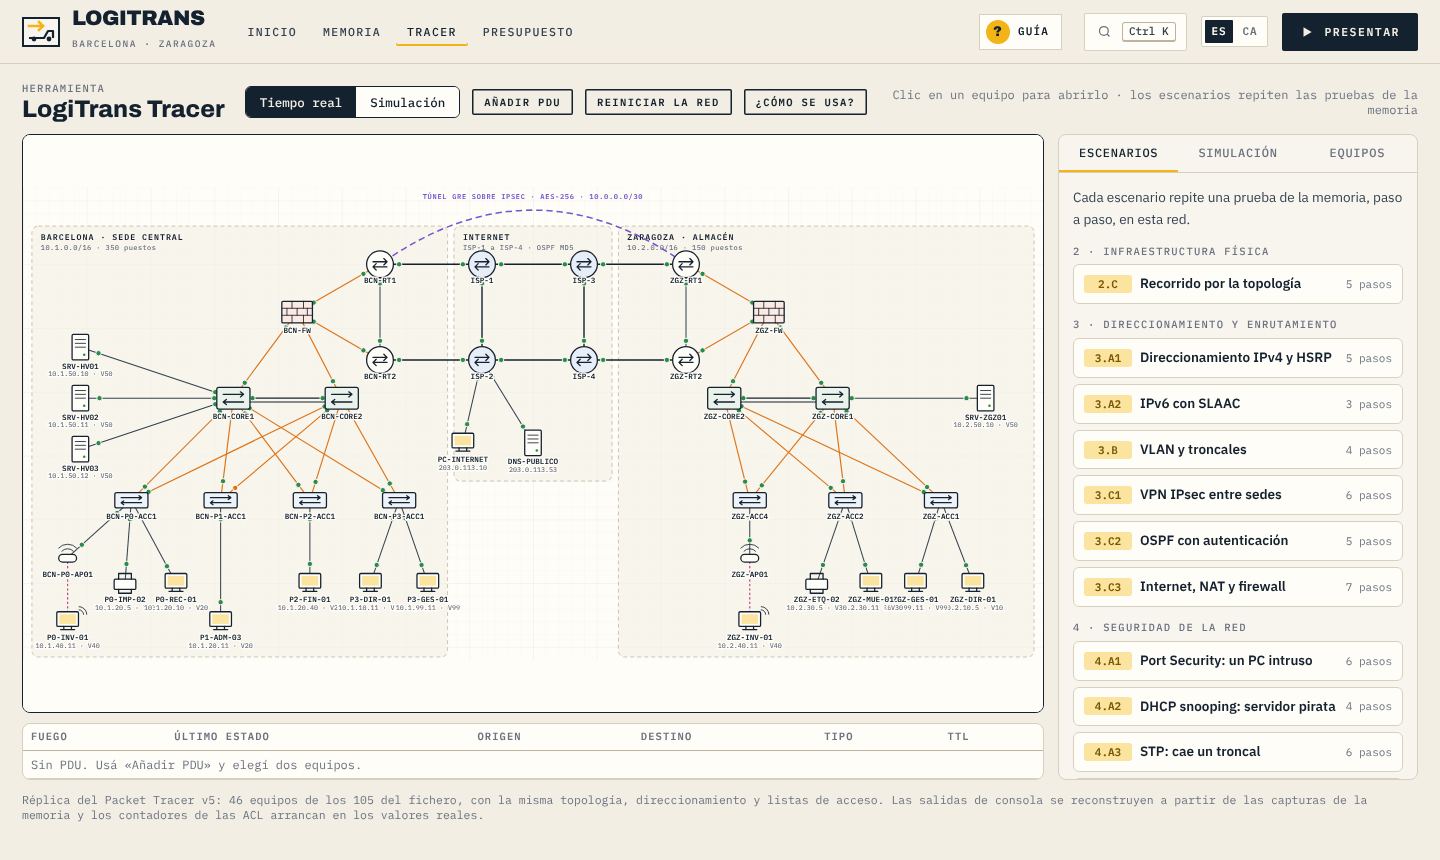 LOGITRANS
BARCELONA · ZARAGOZA
INICIO
MEMORIA
TRACER
PRESUPUESTO
? GUÍA
Ctrl K
ES CA
PRESENTAR
HERRAMIENTA
LogiTrans Tracer
Tiempo real
Simulación
AÑADIR PDU
REINICIAR LA RED
¿CÓMO SE USA?
Clic en un equipo para abrirlo · los escenarios repiten las pruebas de la
memoria
TÚNEL GRE SOBRE IPSEC · AES-256 · 10.0.0.0/30
BARCELONA · SEDE CENTRAL
10.1.0.0/16 · 350 puestos
INTERNET
ISP-1 a ISP-4 · OSPF MD5
ZARAGOZA · ALMACÉN
10.2.0.0/16 · 150 puestos
BCN-RT1
ISP-1
ISP-3
ZGZ-RT1
BCN-FW
ZGZ-FW
BCN-RT2
ISP-2
ISP-4
ZGZ-RT2
SRV-HV01
10.1.50.10 · V50
SRV-HV02
10.1.50.11 · V50
SRV-HV03
10.1.50.12 · V50
BCN-CORE1
BCN-CORE2
ZGZ-CORE2
ZGZ-CORE1
SRV-ZGZ01
10.2.50.10 · V50
PC-INTERNET
203.0.113.10
DNS-PUBLICO
203.0.113.53
BCN-P0-ACC1
BCN-P1-ACC1
BCN-P2-ACC1
BCN-P3-ACC1
ZGZ-ACC4
ZGZ-ACC2
ZGZ-ACC1
BCN-P0-AP01
ZGZ-AP01
P0-IMP-02
P0-REC-01
10.1.20.10 · V20
P2-FIN-01
P3-DIR-01
P3-GES-01
10.1.99.11 · V99
ZGZ-ETQ-02
ZGZ-MUE-01
ZGZ-GES-01
ZGZ-DIR-01
P0-INV-01
10.1.40.11 · V40
P1-ADM-03
10.1.20.11 · V20
ZGZ-INV-01
10.2.40.11 · V40
FUEGO
ÚLTIMO ESTADO
ORIGEN
DESTINO
TIPO
TTL
Sin PDU. Usá «Añadir PDU» y elegí dos equipos.
ESCENARIOS
SIMULACIÓN
EQUIPOS
Cada escenario repite una prueba de la memoria, paso
a paso, en esta red.
2 · INFRAESTRUCTURA FÍSICA
2.C Recorrido por la topología 5 pasos
3 · DIRECCIONAMIENTO Y ENRUTAMIENTO
3.A1 Direccionamiento IPv4 y HSRP 5 pasos
3.A2 IPv6 con SLAAC 3 pasos
3.B VLAN y troncales 4 pasos
3.C1 VPN IPsec entre sedes 6 pasos
3.C2 OSPF con autenticación 5 pasos
3.C3 Internet, NAT y firewall 7 pasos
4 · SEGURIDAD DE LA RED
4.A1 Port Security: un PC intruso 6 pasos
4.A2 DHCP snooping: servidor pirata 4 pasos
4.A3 STP: cae un troncal 6 pasos
Réplica del Packet Tracer v5: 46 equipos de los 105 del fichero, con la misma topología, direccionamiento y listas de acceso. Las salidas de consola se reconstruyen a partir de las capturas de la
memoria y los contadores de las ACL arrancan en los valores reales.